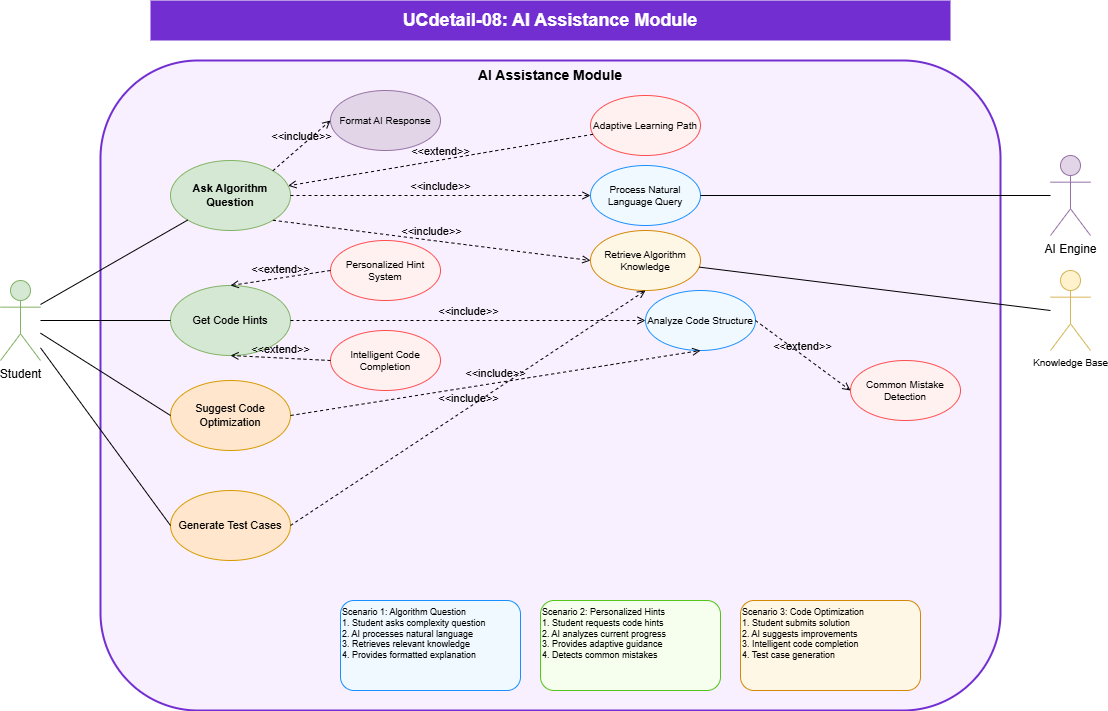 UCdetail-08: AI Assistance Module
AI Assistance Module
Format AI Response
<<include>>
Adaptive Learning Path
<<extend>>
Ask Algorithm
Question
<<include>>
Process Natural
Language Query
<<include>>
Retrieve Algorithm
Knowledge
AI Engine
Personalized Hint
System
<<extend>>
Get Code Hints
<<include>>
Analyze Code Structure
<<extend>>
Intelligent Code
Completion
<<extend>>
Common Mistake
Detection
Knowledge Base
Student
<<include>>
<<include>>
Suggest Code
Optimization
Generate Test Cases
Scenario 1: Algorithm Question
1. Student asks complexity question
2. AI processes natural language
3. Retrieves relevant knowledge
4. Provides formatted explanation
Scenario 2: Personalized Hints
1. Student requests code hints
2. AI analyzes current progress
3. Provides adaptive guidance
4. Detects common mistakes
Scenario 3: Code Optimization
1. Student submits solution
2. AI suggests improvements
3. Intelligent code completion
4. Test case generation